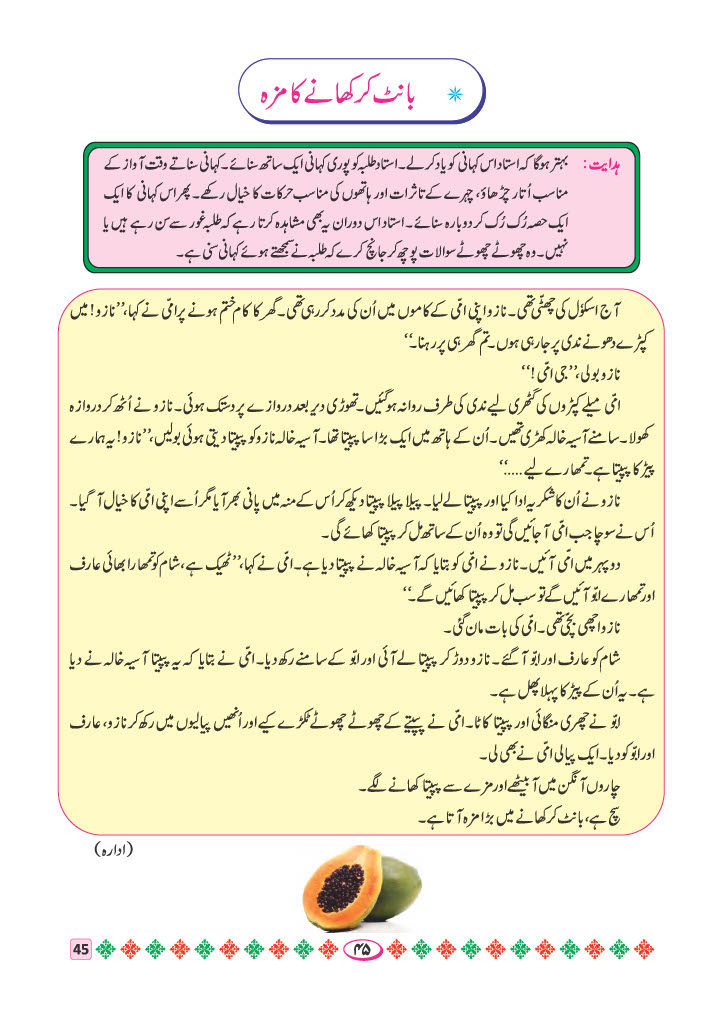 بانٹ کر کھانے کا مزہ
ہدایت : بہتر ہوگا کہ استاد اس کہانی کو یاد کرلے۔ استاد طلبہ کو پوری کہانی ایک ساتھ سنائے۔ کہانی سناتے وقت آواز کے
مناسب اُتار چڑھاؤ، چہرے کے تاثرات اور ہاتھوں کی مناسب حرکات کا خیال رکھے۔ پھر اس کہانی کا ایک
ایک حصہ رُک رُک کر دوبارہ سنائے۔ استاد اس دوران یہ بھی مشاہدہ کرتا رہے کہ طلبہ غور سے سن رہے ہیں یا
نہیں۔ وہ چھوٹے چھوٹے سوالات پوچھ کر جانچ کرے کہ طلبہ نے سمجھتے ہوئے کہانی سنی ہے۔
آج اسکوٗل کی چھٹّی تھی۔ نازو اپنی امّی کے کاموں میں اُن کی مدد کر رہی تھی۔ گھر کا کام ختم ہونے پر امّی نے کہا، ’’نازو! میں
کپڑے دھونے ندی پر جا رہی ہوں۔ تم گھر ہی پر رہنا۔‘‘
نازو بولی، ’’جی امّی!‘‘
امّی میلے کپڑوں کی گٹھری لیے ندی کی طرف روانہ ہوگئیں۔ تھوڑی دیر بعد دروازے پر دستک ہوئی۔ نازو نے اُٹھ کر دروازہ
کھولا۔ سامنے آسیہ خالہ کھڑی تھیں۔ اُن کے ہاتھ میں ایک بڑا سا پپیتا تھا۔ آسیہ خالہ نازو کو پپیتا دیتی ہوئی بولیں، ’’نازو! یہ ہمارے
پیڑ کا پپیتا ہے۔ تمھارے لیے....‘‘
نازو نے اُن کا شکریہ ادا کیا اور پپیتا لے لیا۔ پیلا پیلا پپیتا دیکھ کر اُس کے منہ میں پانی بھر آیا مگر اُسے اپنی امّی کا خیال آ گیا۔
اُس نے سوچا جب امّی آجائیں گی تو وہ اُن کے ساتھ مل کر پپیتا کھائے گی۔
دوپہر میں امّی آئیں۔ نازو نے امّی کو بتایا کہ آسیہ خالہ نے پپیتا دیا ہے۔ امّی نے کہا، ’’ٹھیک ہے، شام کو تمھارا بھائی عارف
اور تمھارے ابّو آئیں گے تو سب مل کر پپیتا کھائیں گے۔‘‘
نازو اچھی بچّی تھی۔ امّی کی بات مان گئی۔
شام کو عارف اور ابّو آگئے۔ نازو دوڑ کر پپیتا لے آئی اور ابّو کے سامنے رکھ دیا۔ امّی نے بتایا کہ یہ پپیتا آسیہ خالہ نے دیا
ہے۔ یہ اُن کے پیڑ کا پہلا پھل ہے۔
ابّو نے چھری منگائی اور پپیتا کاٹا۔ امّی نے پپیتے کے چھوٹے چھوٹے ٹکڑے کیے اور اُنھیں پیالیوں میں رکھ کر نازو، عارف
اور ابّو کو دیا۔ ایک پیالی امّی نے بھی لی۔
چاروں آنگن میں آ بیٹھے اور مزے سے پپیتا کھانے لگے۔
سچ ہے، بانٹ کر کھانے میں بڑا مزہ آتا ہے۔
(ادارہ)
45
۴۵